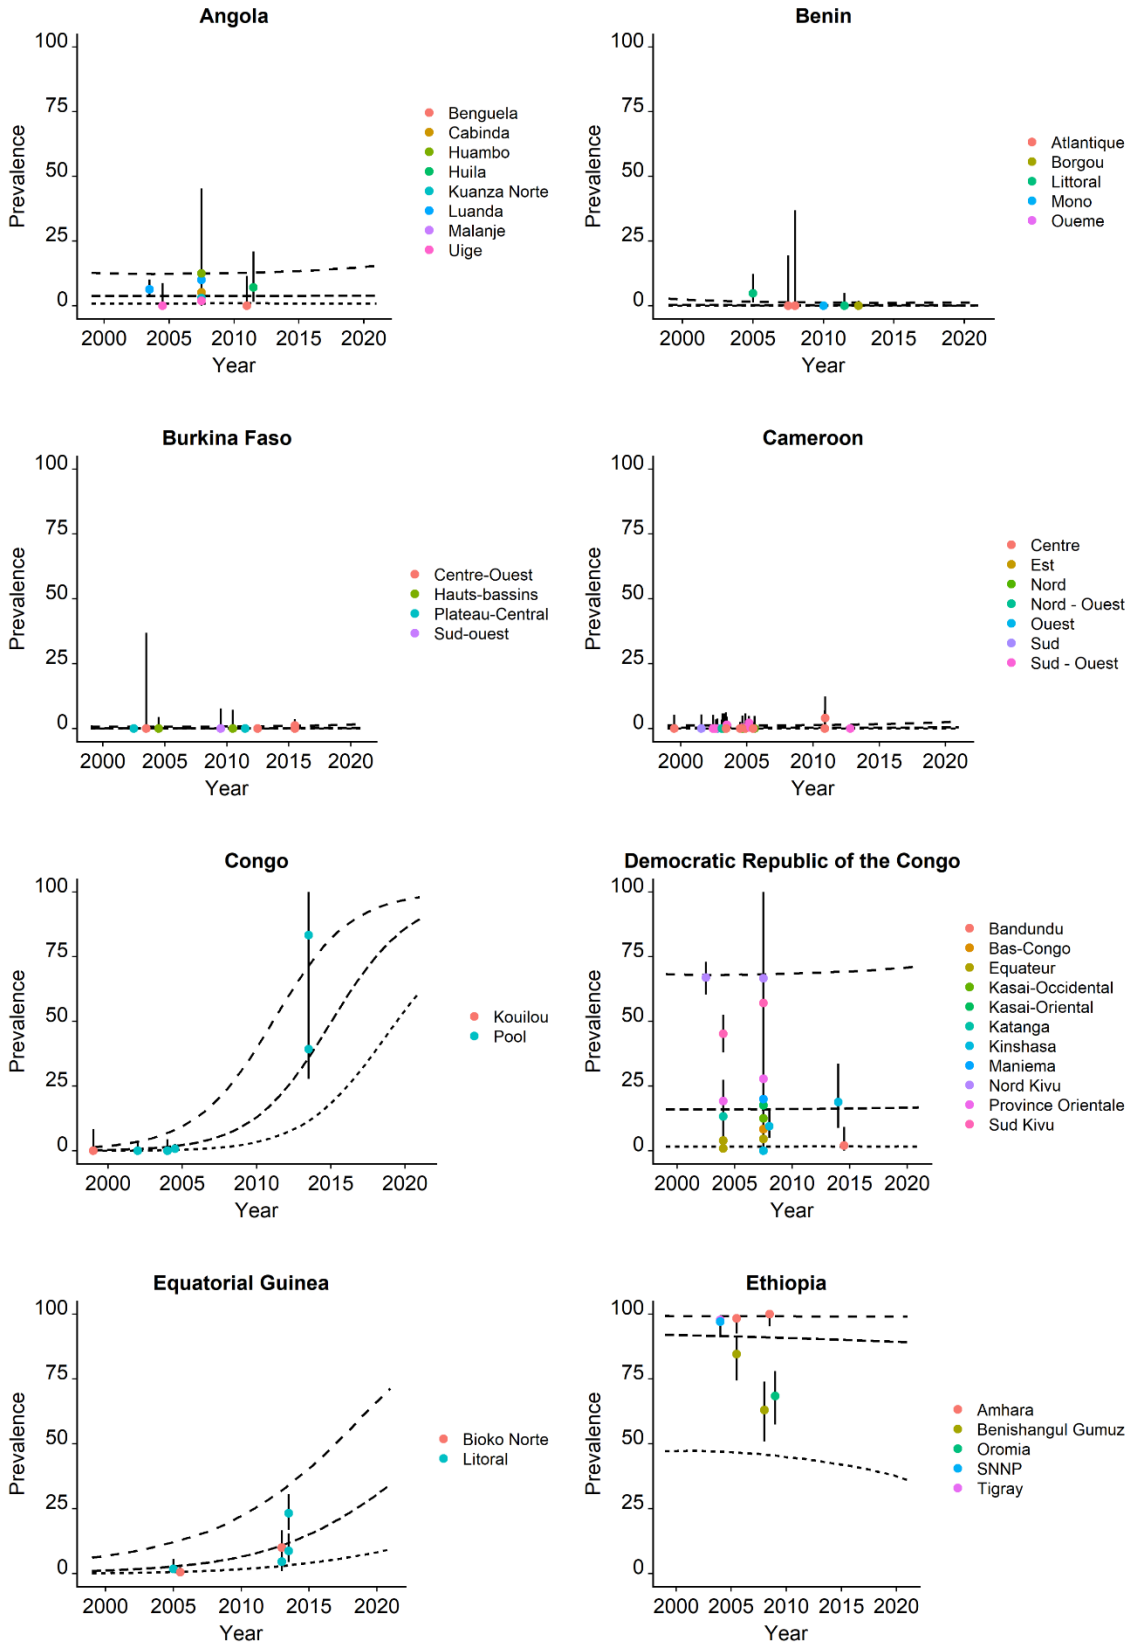 Angola
100
75
50
25
0
Prevalence
2000 2005 2010 2015 2020
Year
Benguela
Cabinda
Huambo
Huila
Kuanza Norte
Luanda
Malanje
Uige
Benin
100
75
50
25
0
Prevalence
2000 2005 2010 2015 2020
Year
Atlantique
Borgou
Littoral
Mono
Oueme
Burkina Faso
100
75
50
25
0
Prevalence
2000 2005 2010 2015 2020
Year
Centre-Ouest
Hauts-bassins
Plateau-Central
Sud-ouest
Cameroon
100
75
50
25
0
Prevalence
2000 2005 2010 2015 2020
Year
Centre
Est
Nord
Nord - Ouest
Ouest
Sud
Sud - Ouest
Congo
100
75
50
25
0
Prevalence
2000 2005 2010 2015 2020
Year
Kouilou
Pool
Democratic Republic of the Congo
100
75
50
25
0
Prevalence
2000 2005 2010 2015 2020
Year
Bandundu
Bas-Congo
Equateur
Kasai-Occidental
Kasai-Oriental
Katanga
Kinshasa
Maniema
Nord Kivu
Province Orientale
Sud Kivu
Equatorial Guinea
100
75
50
25
0
Prevalence
2000 2005 2010 2015 2020
Year
Bioko Norte
Litoral
Ethiopia
100
75
50
25
0
Prevalence
2000 2005 2010 2015 2020
Year
Amhara
Benishangul Gumuz
Oromia
SNNP
Tigray